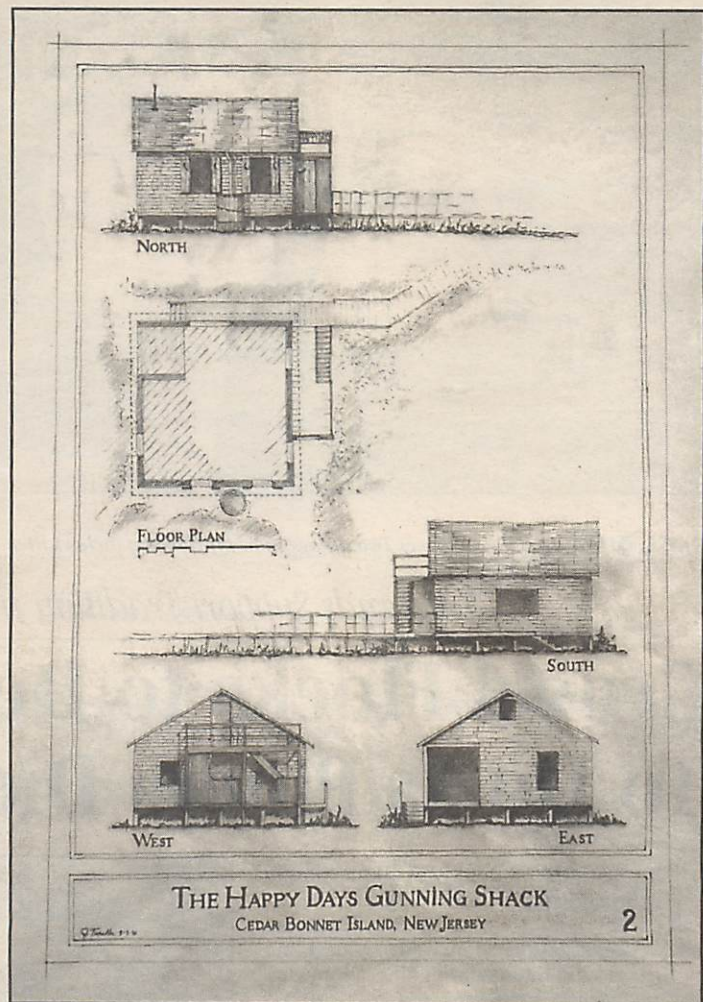 NORTH
FLOOR PLAN
SOUTH
WEST
EAST
THE HAPPY DAYS GUNNING SHACK
CEDAR BONNET ISLAND, NEW JERSEY
2